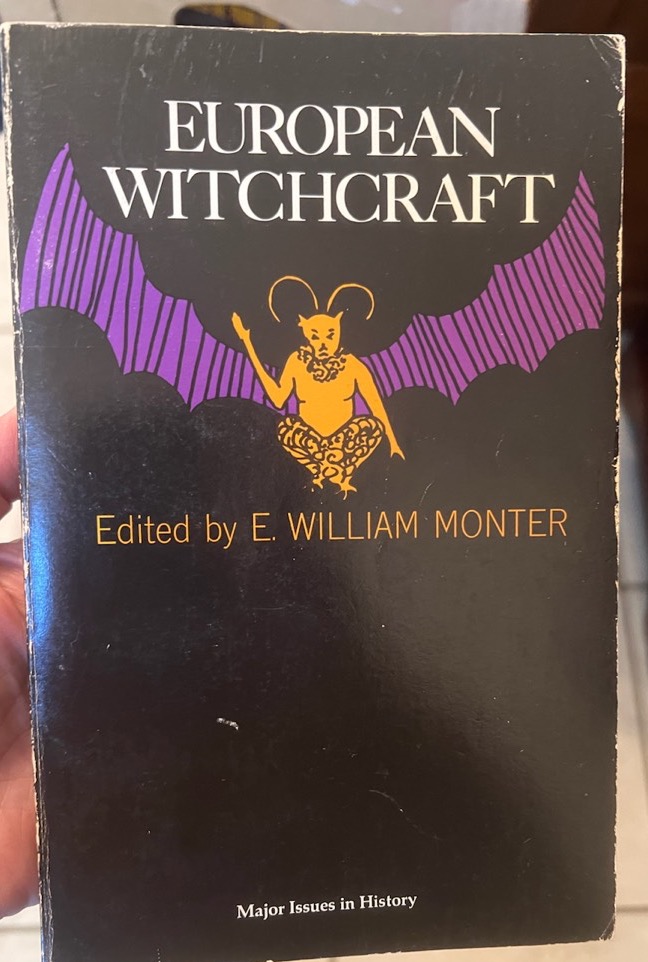 EUROPEAN
WITCHCRAFT
Edited by E. WILLIAM MONTER
Major Issues in History